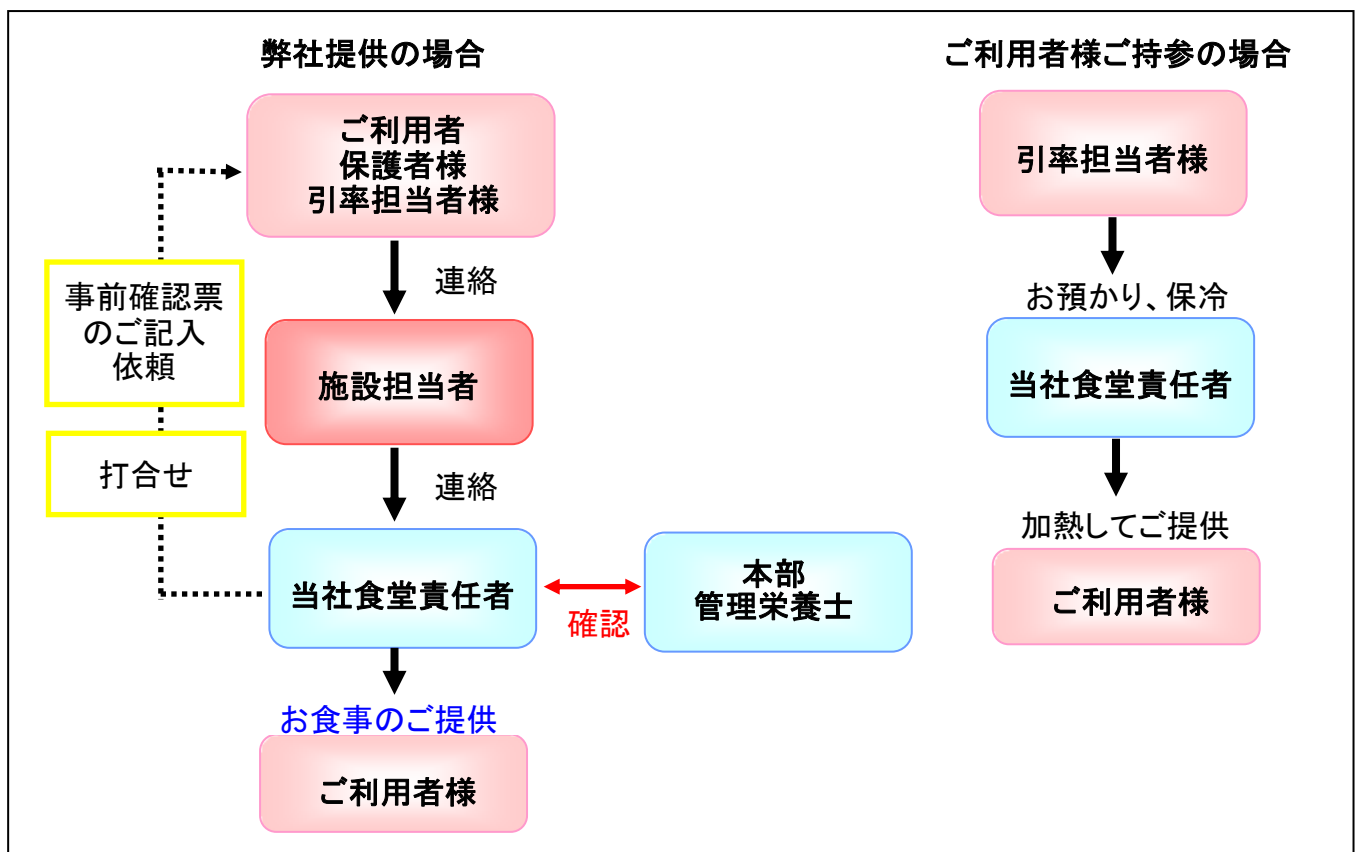 弊社提供の場合
ご利用者
保護者様
引率担当者様
連絡
事前確認票
のご記入
依頼
施設担当者
打合せ
連絡
当社食堂責任者
確認
本部
管理栄養士
お食事のご提供
ご利用者様
ご利用者様ご持参の場合
引率担当者様
お預かり、保冷
当社食堂責任者
加熱してご提供
ご利用者様